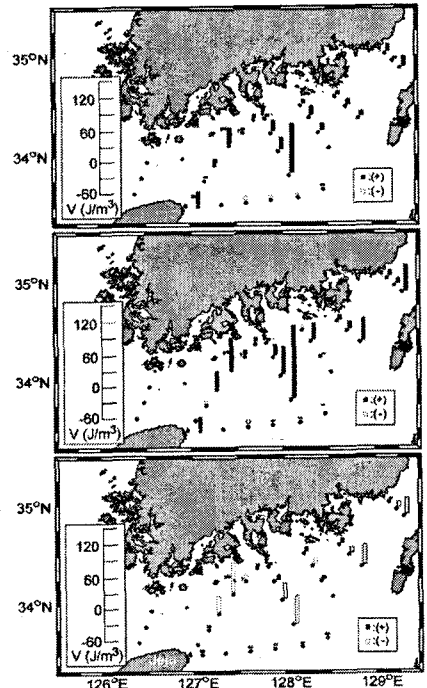 35°N
34°N
120
60
0
-60
V (J/m³)
:(+)
:(-)
35°N
34°N
120
60
0
-60
V (J/m³)
:(+)
:(-)
35°N
34°N
120
60
0
-60
V (J/m³)
:(+)
:(-)
126°E 127°E 128°E 129°E